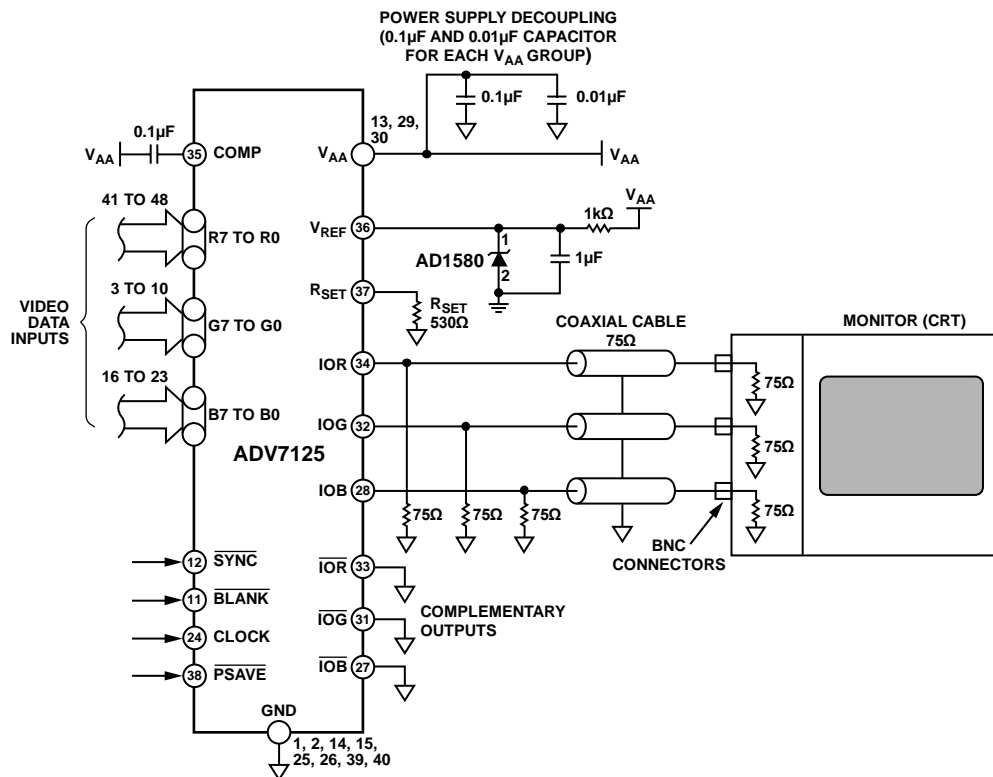 POWER SUPPLY DECOUPLING
(0.1µF AND 0.01µF CAPACITOR
FOR EACH VAA GROUP)
0.1µF
0.01µF
13, 29,
30
VAA
VAA
0.1µF
VAA
35
COMP
41 TO 48
R7 TO R0
3 TO 10
G7 TO G0
16 TO 23
B7 TO B0
VIDEO
DATA
INPUTS
ADV7125
VREF
36
1kΩ
VAA
AD1580
1
2
1µF
RSET
37
RSET
530Ω
COAXIAL CABLE
75Ω
MONITOR (CRT)
IOR
34
75Ω
IOG
32
75Ω
IOB
28
75Ω
75Ω
75Ω
75Ω
BNC
CONNECTORS
12
SYNC
11
BLANK
24
CLOCK
38
PSAVE
IOR
33
IOG
31
IOB
27
COMPLEMENTARY
OUTPUTS
GND
1, 2, 14, 15,
25, 26, 39, 40